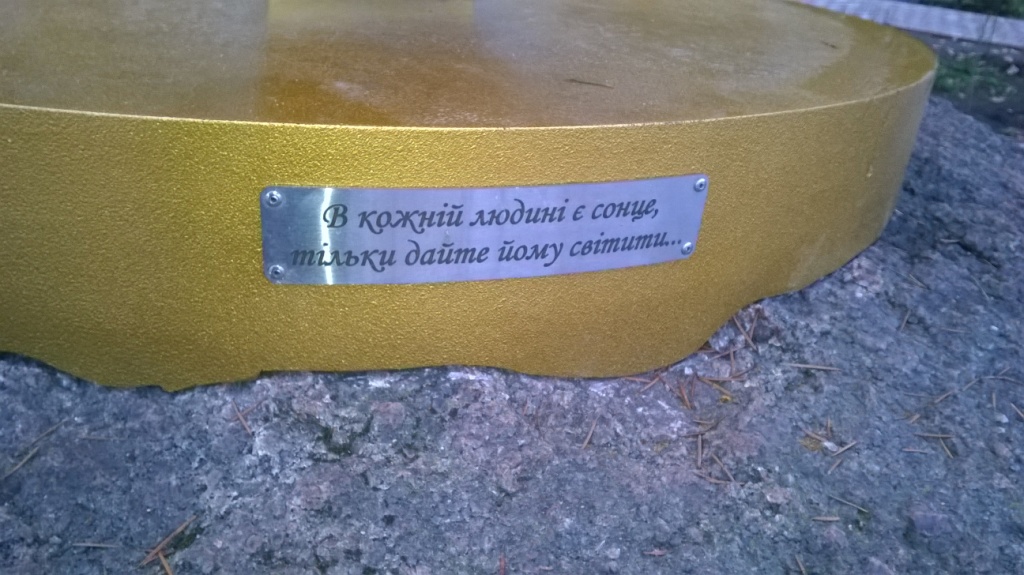 В кожній людині є сонце,
тільки дайте йому світити...